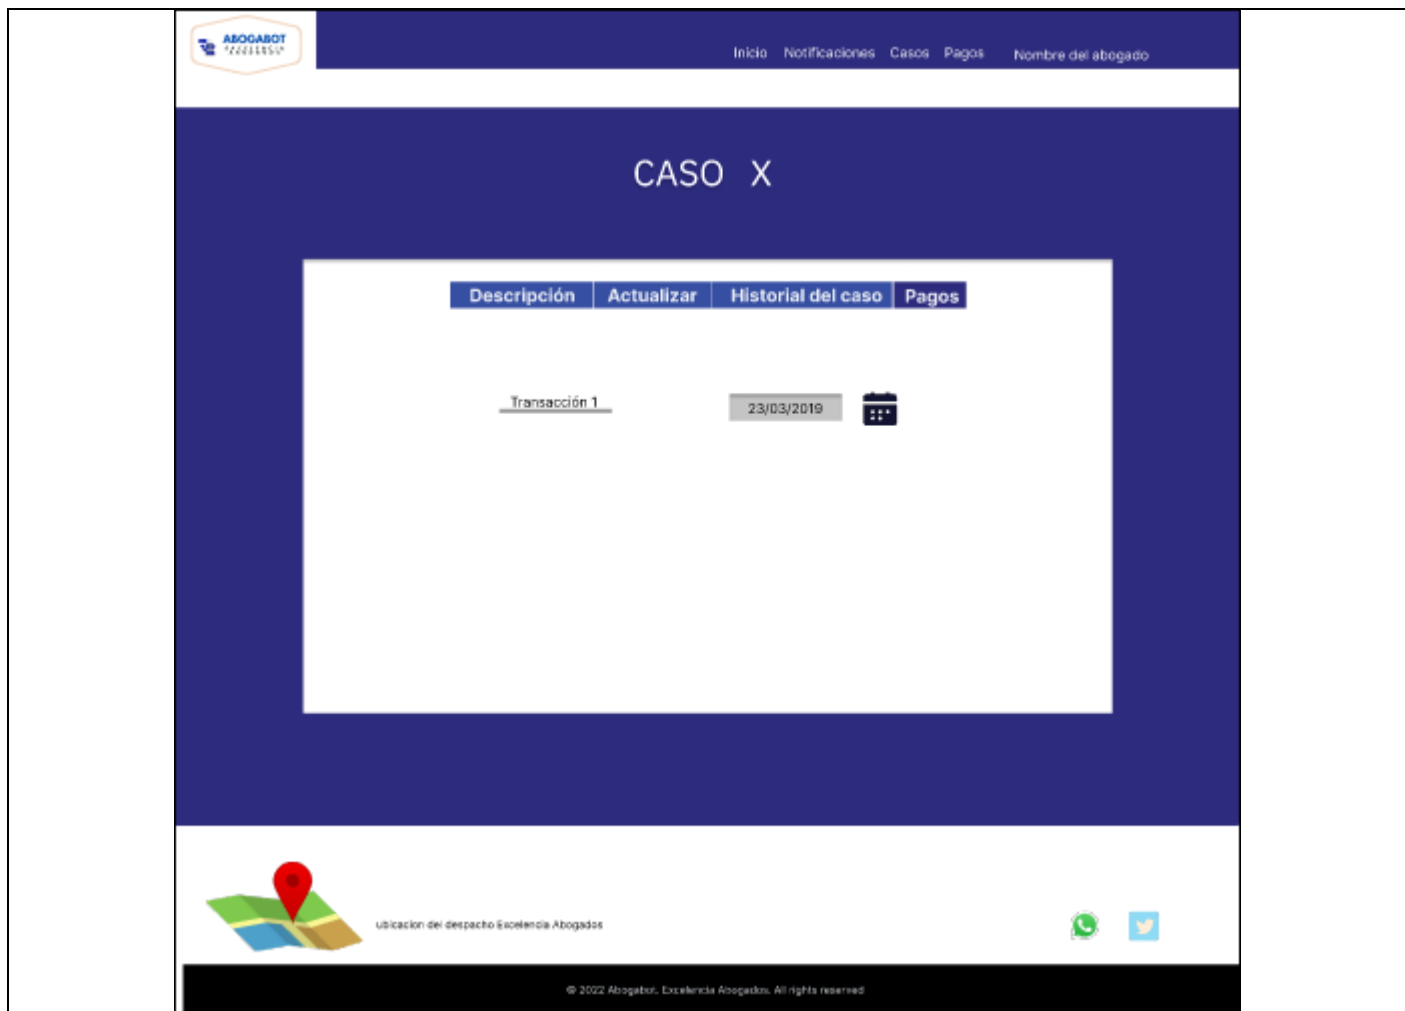 ABOGABOT
EXCELENCIA
Inicio Notificaciones Casos Pagos Nombre del abogado
CASO X
Descripción Actualizar Historial del caso Pagos
Transacción 1 23/03/2019
ubicacion del despacho Excelencia Abogados
© 2022 Abogabot. Excelencia Abogados. All rights reserved